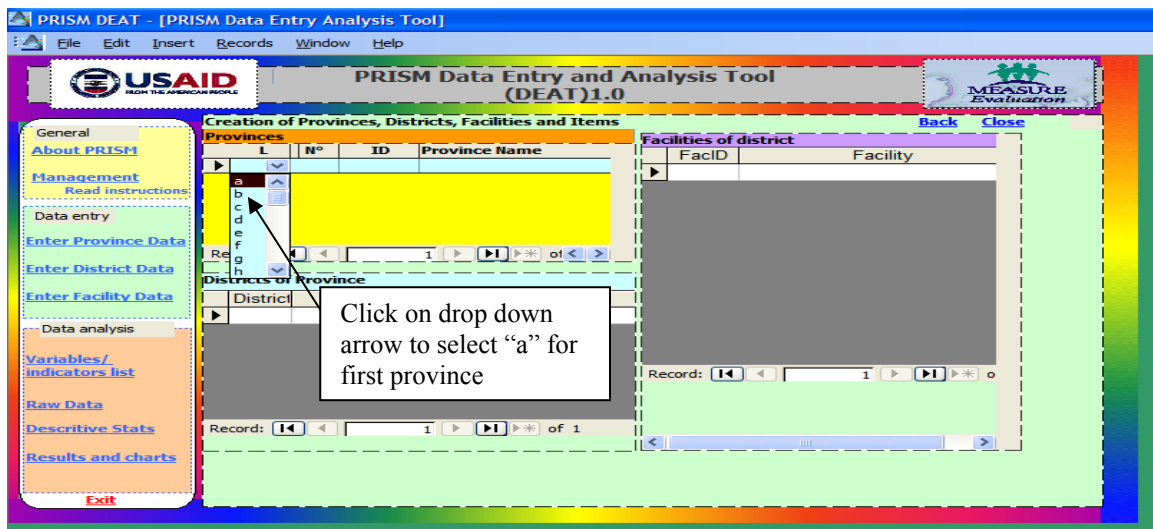 PRISM DEAT - [PRISM Data Entry Analysis Tool]
File Edit Insert Records Window Help
USAID
FROM THE AMERICAN PEOPLE
PRISM Data Entry and Analysis Tool
(DEAT)1.0
MEASURE
Evaluation
Creation of Provinces, Districts, Facilities and Items
Back Close
General
About PRISM
Management
Read instructions
Data entry
Enter Province Data
Enter District Data
Enter Facility Data
Data analysis
Variables/
indicators list
Raw Data
Descritive Stats
Results and charts
Exit
Provinces
L N° ID Province Name
a
b
c
d
e
f
g
h
Re 1 of
Districts of Province
District
Click on drop down
arrow to select “a” for
first province
Record: 1 of 1
Facilities of district
FacID Facility
Record: 1 o